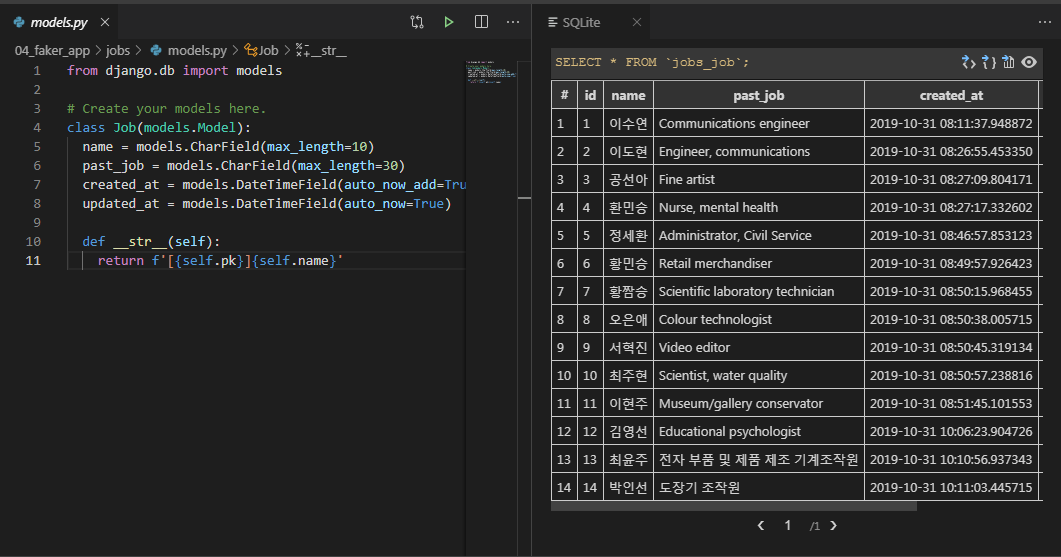 models.py
04_faker_app > jobs > models.py > Job > __str__
1 from django.db import models
2
3 # Create your models here.
4 class Job(models.Model):
5 name = models.CharField(max_length=10)
6 past_job = models.CharField(max_length=30)
7 created_at = models.DateTimeField(auto_now_add=Tru
8 updated_at = models.DateTimeField(auto_now=True)
9
10 def __str__(self):
11 return f'[{self.pk}]{self.name}'
SQLite
SELECT * FROM `jobs_job`;
# id name past_job created_at
1 1 이수연 Communications engineer 2019-10-31 08:11:37.948872
2 2 이도현 Engineer, communications 2019-10-31 08:26:55.453350
3 3 공선아 Fine artist 2019-10-31 08:27:09.804171
4 4 환민승 Nurse, mental health 2019-10-31 08:27:17.332602
5 5 정세환 Administrator, Civil Service 2019-10-31 08:46:57.853123
6 6 황민승 Retail merchandiser 2019-10-31 08:49:57.926423
7 7 황짬승 Scientific laboratory technician 2019-10-31 08:50:15.968455
8 8 오은애 Colour technologist 2019-10-31 08:50:38.005715
9 9 서혁진 Video editor 2019-10-31 08:50:45.319134
10 10 최주현 Scientist, water quality 2019-10-31 08:50:57.238816
11 11 이현주 Museum/gallery conservator 2019-10-31 08:51:45.101553
12 12 김영선 Educational psychologist 2019-10-31 10:06:23.904726
13 13 최윤주 전자 부품 및 제품 제조 기계조작원 2019-10-31 10:10:56.937343
14 14 박인선 도장기 조작원 2019-10-31 10:11:03.445715
1 /1